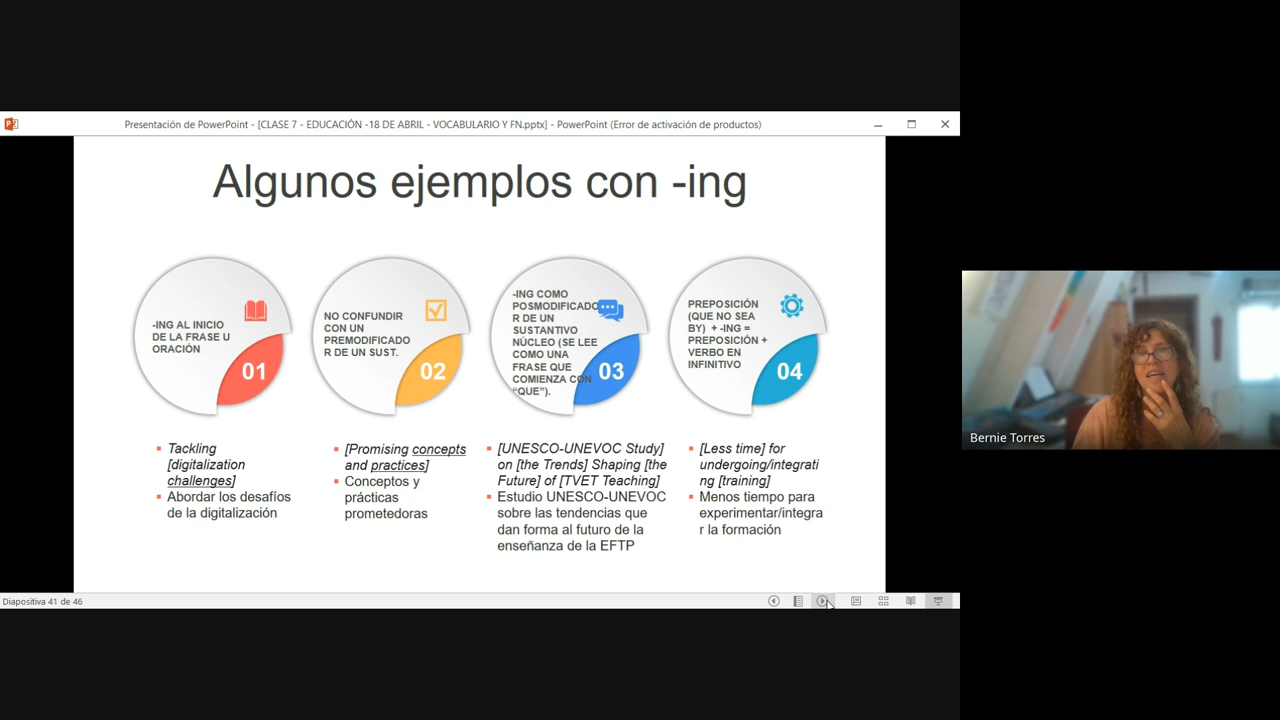 Presentación de PowerPoint - [CLASE 7 - EDUCACIÓN -18 DE ABRIL - VOCABULARIO Y FN.pptx] - PowerPoint (Error de activación de productos)
Algunos ejemplos con -ing
-ING AL INICIO
DE LA FRASE U
ORACIÓN
01
NO CONFUNDIR
CON UN
PREMODIFICADO
R DE UN SUST.
02
-ING COMO
POSMODIFICADO
R DE UN
SUSTANTIVO
NÚCLEO (SE LEE
COMO UNA
FRASE QUE
COMIENZA CON
“QUE”).
03
PREPOSICIÓN
(QUE NO SEA
BY) + -ING =
PREPOSICIÓN +
VERBO EN
INFINITIVO
04
Tackling
[digitalization
challenges]
Abordar los desafíos
de la digitalización
[Promising concepts
and practices]
Conceptos y
prácticas
prometedoras
[UNESCO-UNEVOC Study]
on [the Trends] Shaping [the
Future] of [TVET Teaching]
Estudio UNESCO-UNEVOC
sobre las tendencias que
dan forma al futuro de la
enseñanza de la EFTP
[Less time] for
undergoing/integrati
ng [training]
Menos tiempo para
experimentar/integra
r la formación
Diapositiva 41 de 46
Bernie Torres